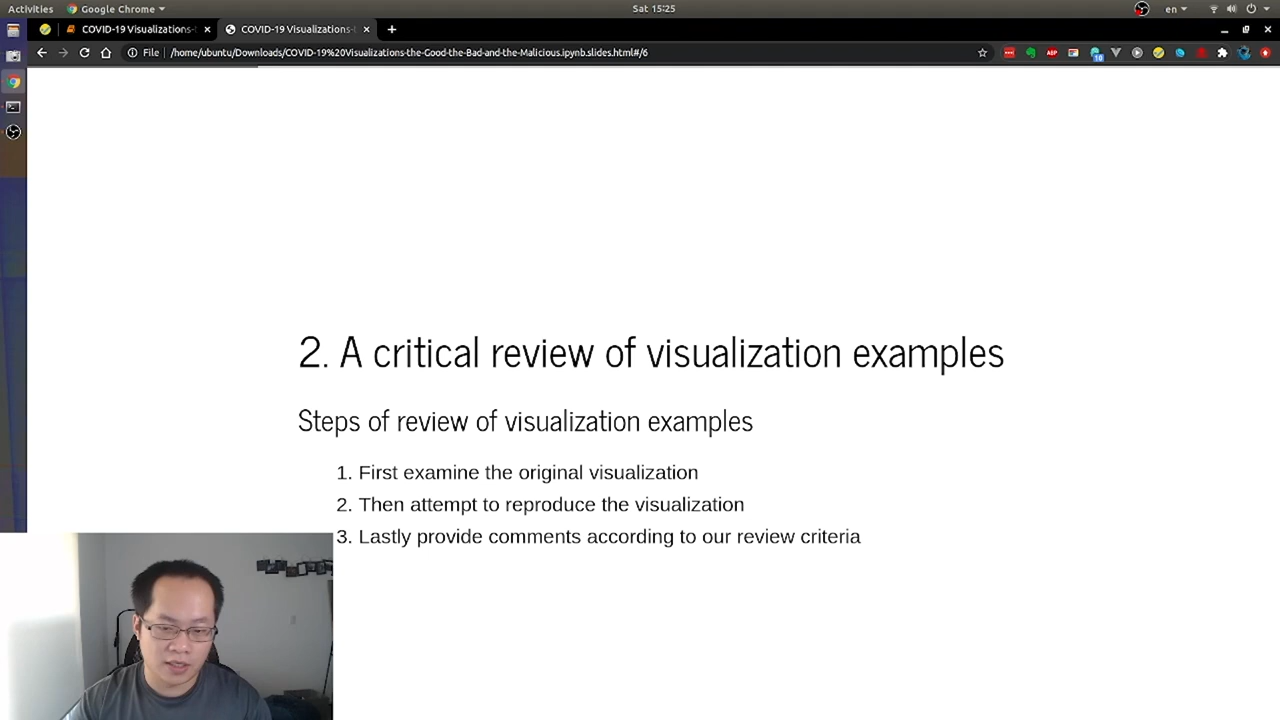 Activities
Google Chrome
Sat 15:25
en
COVID-19 Visualizations-
COVID-19 Visualizations-
File
/home/ubuntu/Downloads/COVID-19%20Visualizations-the-Good-the-Bad-and-the-Malicious.ipynb.slides.html#/6
ABP
10
2. A critical review of visualization examples
Steps of review of visualization examples
1. First examine the original visualization
2. Then attempt to reproduce the visualization
3. Lastly provide comments according to our review criteria